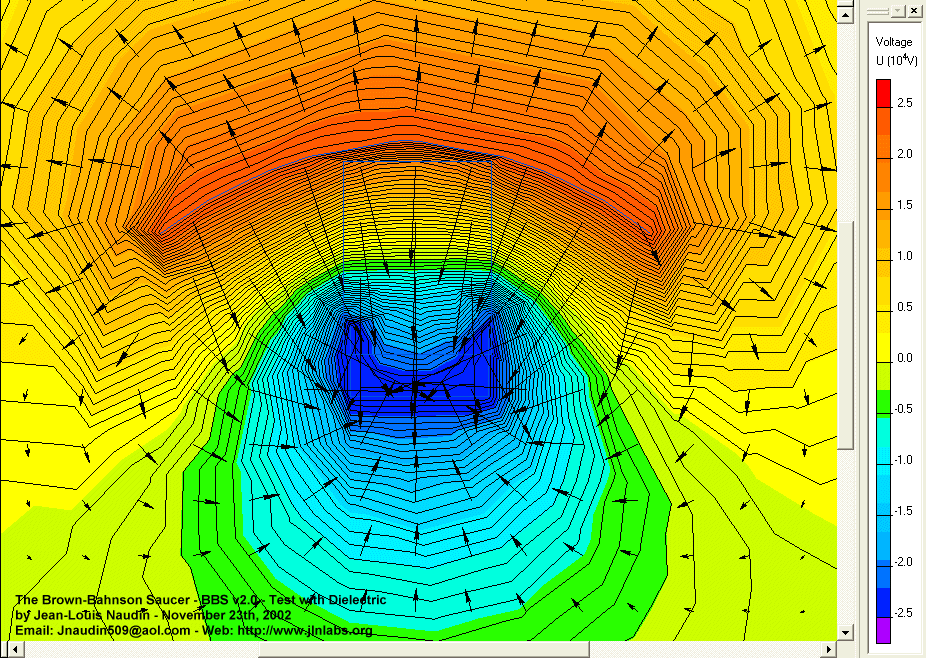 Voltage
U (10⁴V)
2.5
2.0
1.5
1.0
0.5
0.0
-0.5
-1.0
-1.5
-2.0
-2.5
The Brown-Bahnson Saucer - BBS v2.0 - Test with Dielectric
by Jean-Louis Naudin - November 23th, 2002
Email: Jnaudin509@aol.com - Web: http://www.jlnlabs.org